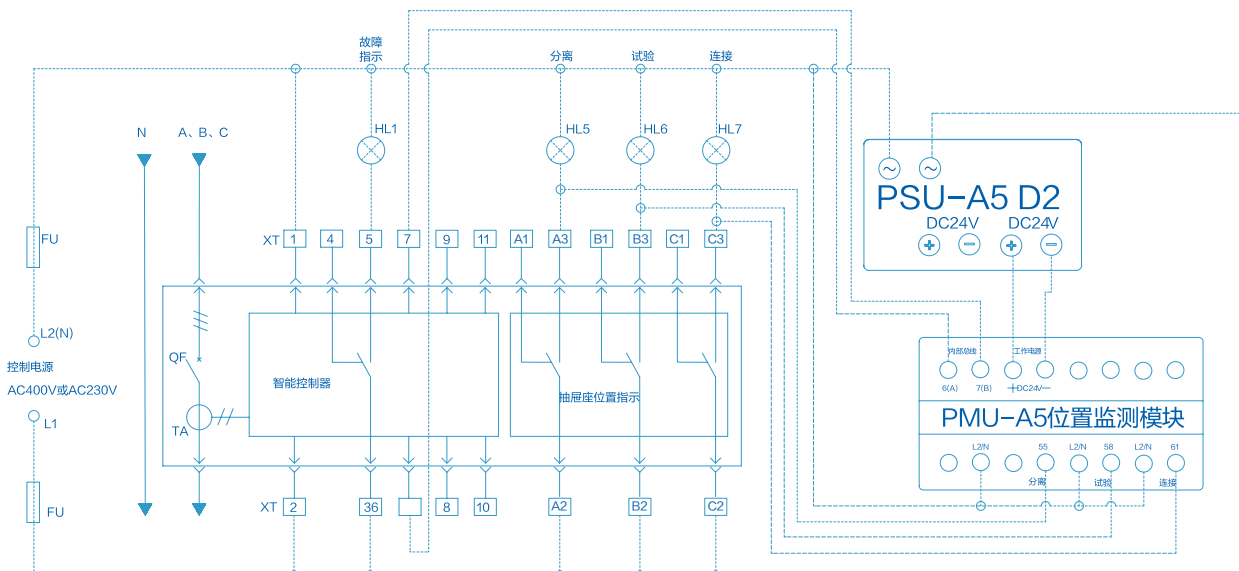 故障
指示
分离
试验
连接
N
A、B、C
HL1
HL5
HL6
HL7
PSU-A5 D2
DC24V
DC24V
FU
XT
1
4
5
7
9
11
A1
A3
B1
B3
C1
C3
L2(N)
控制电源
AC400V或AC230V
L1
QF
TA
智能控制器
抽屉座位置指示
内部总线
工作电源
6(A)
7(B)
+DC24V-
PMU-A5位置监测模块
L2/N
55
L2/N
58
L2/N
61
分离
试验
连接
FU
XT
2
36
8
10
A2
B2
C2